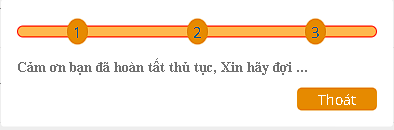 1 2 3
Cảm ơn bạn đã hoàn tất thủ tục, Xin hãy đợi ...
Thoát